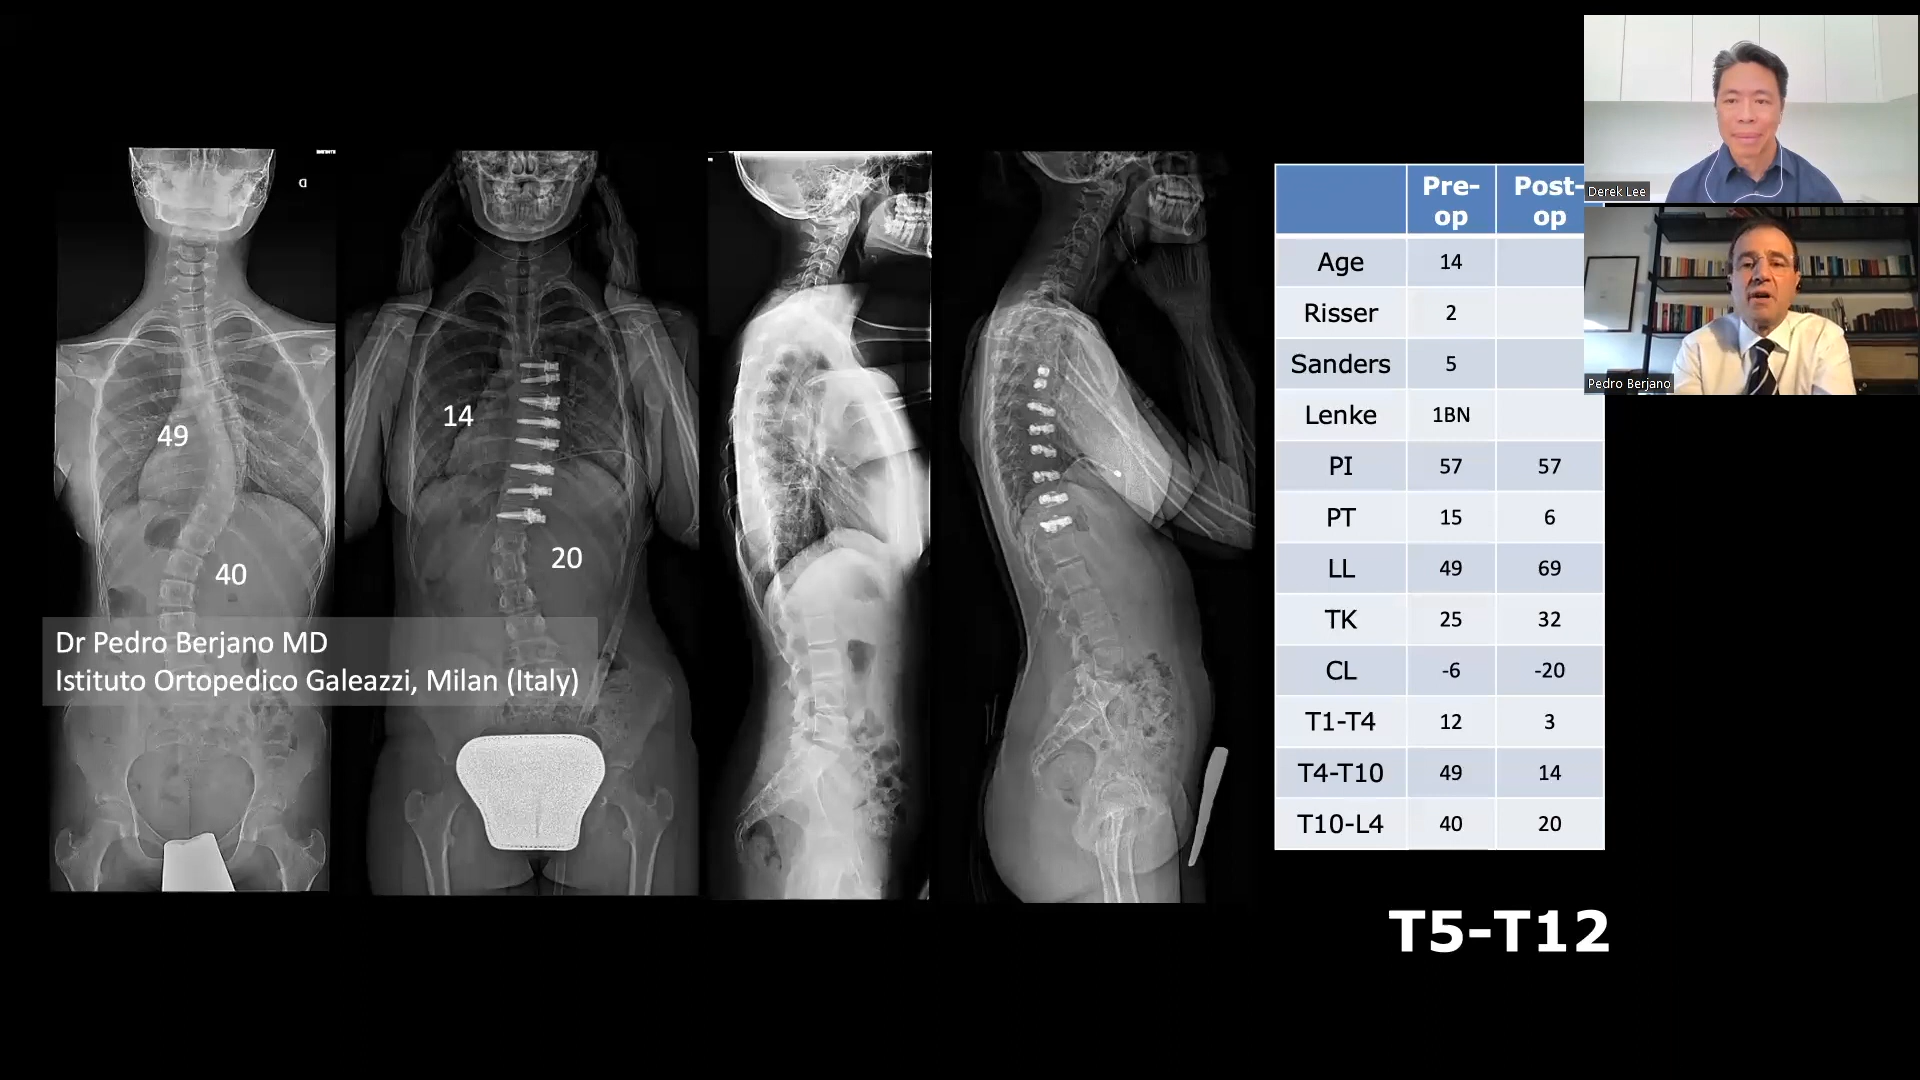 49
40
14
20
D
Dr Pedro Berjano MD
Istituto Ortopedico Galeazzi, Milan (Italy)
Pre-op Post-op
Age 14
Risser 2
Sanders 5
Lenke 1BN
PI 57 57
PT 15 6
LL 49 69
TK 25 32
CL -6 -20
T1-T4 12 3
T4-T10 49 14
T10-L4 40 20
T5-T12
Derek Lee
Pedro Berjano